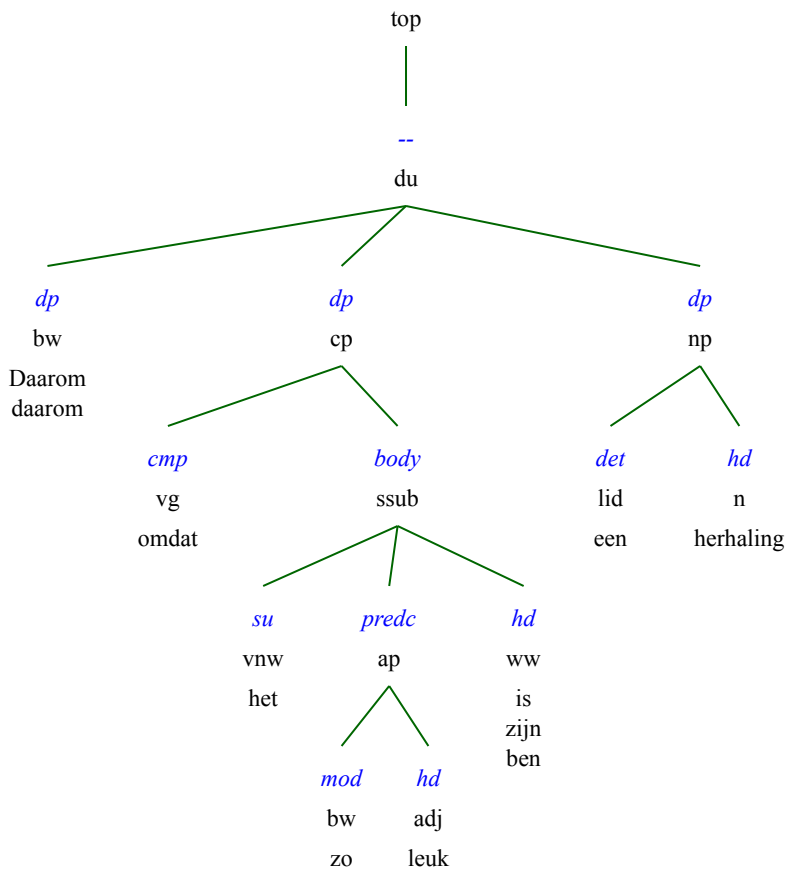 top
--
du
dp dp dp
bw cp np
Daarom
daarom
cmp body det hd
vg ssub lid n
omdat een herhaling
su predc hd
vnw ap ww
het is
zijn
ben
mod hd
bw adj
zo leuk